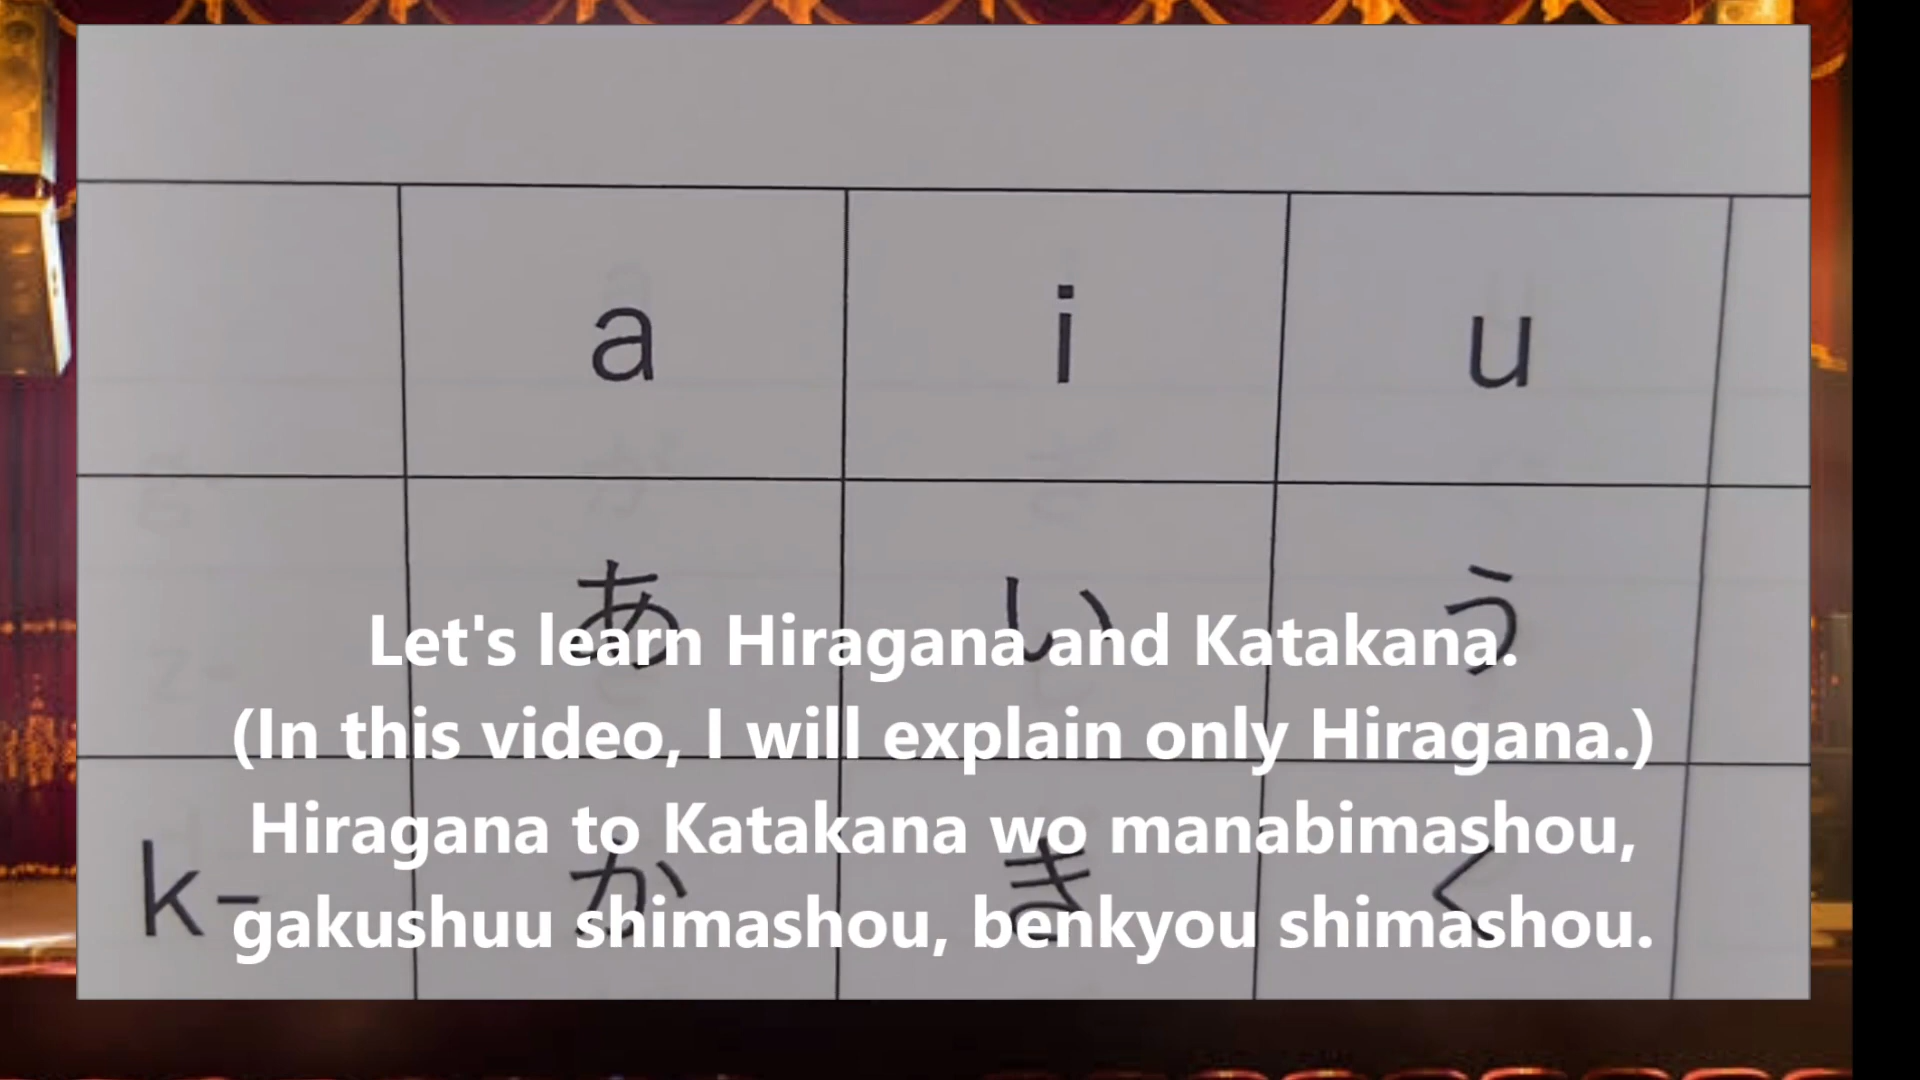 a i u
あ い う
Let's learn Hiragana and Katakana.
(In this video, I will explain only Hiragana.)
Hiragana to Katakana wo manabimashou,
k- か き く
gakushuu shimashou, benkyou shimashou.